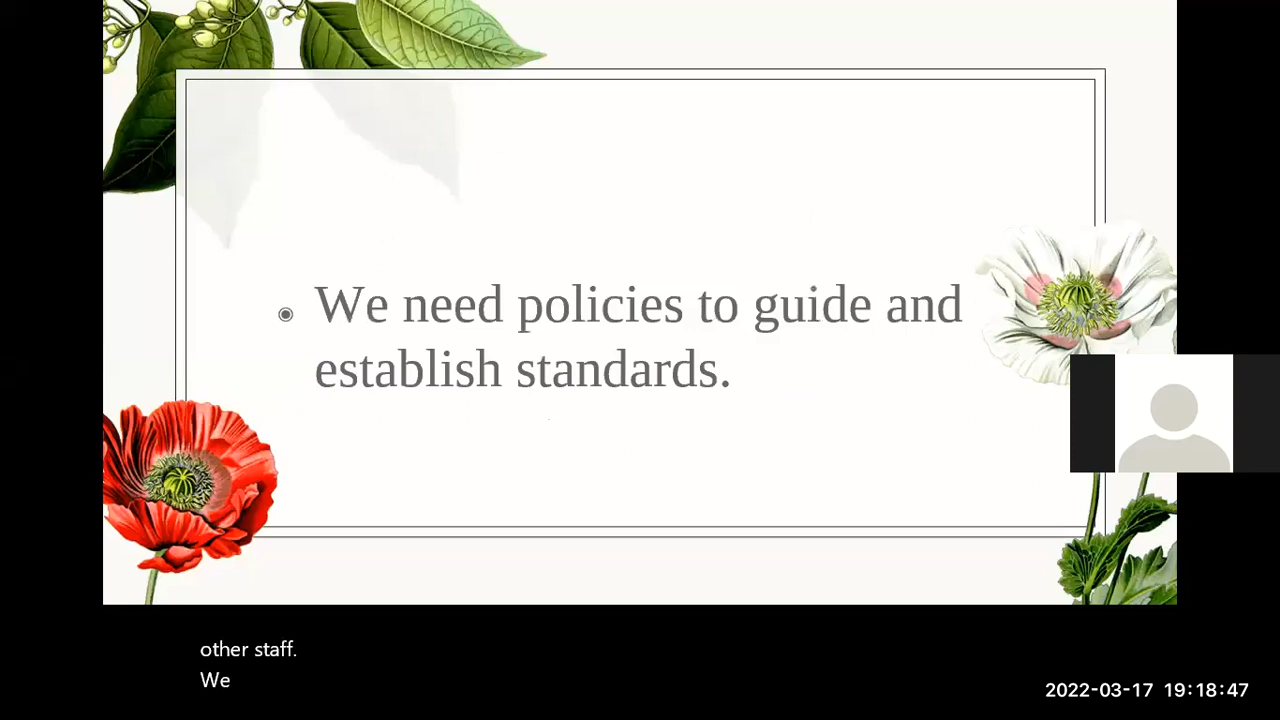 We need policies to guide and
establish standards.
other staff.
We
2022-03-17 19:18:47